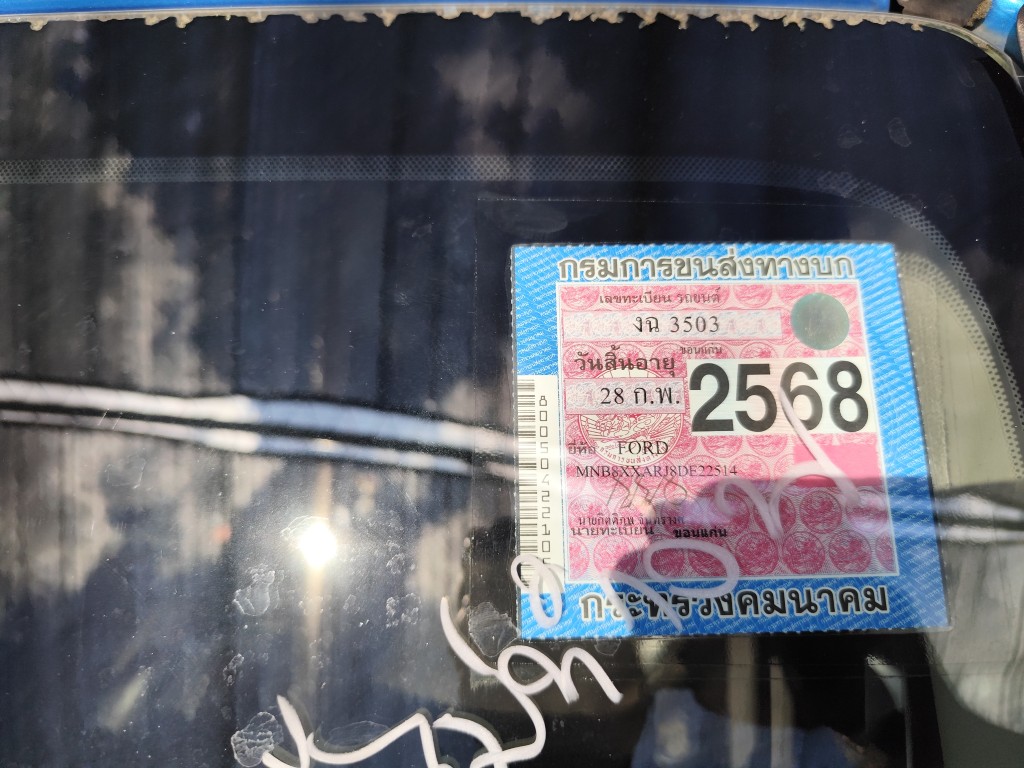 กรมการขนส่งทางบก
เลขทะเบียน รถยนต์
งฉ 3503
ขอนแก่น
วันสิ้นอายุ
28 ก.พ.
2568
ยี่ห้อ FORD
MNB8XXARJ8DE22514
นายทะเบียน ขอนแก่น
กระทรวงคมนาคม